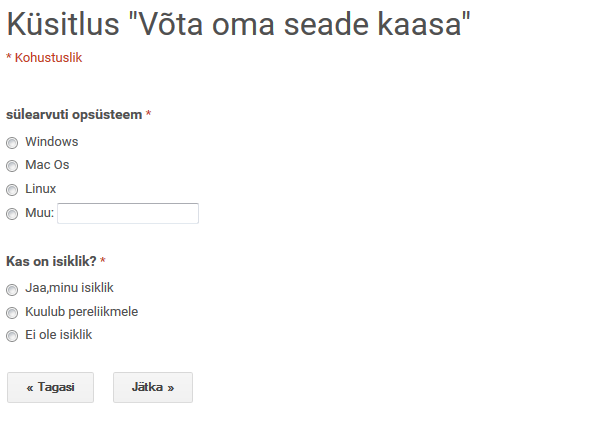 Küsitlus "Võta oma seade kaasa"
* Kohustuslik
sülearvuti opsüsteem *
Windows
Mac Os
Linux
Muu:
Kas on isiklik? *
Jaa,minu isiklik
Kuulub pereliikmele
Ei ole isiklik
« Tagasi Jätka »